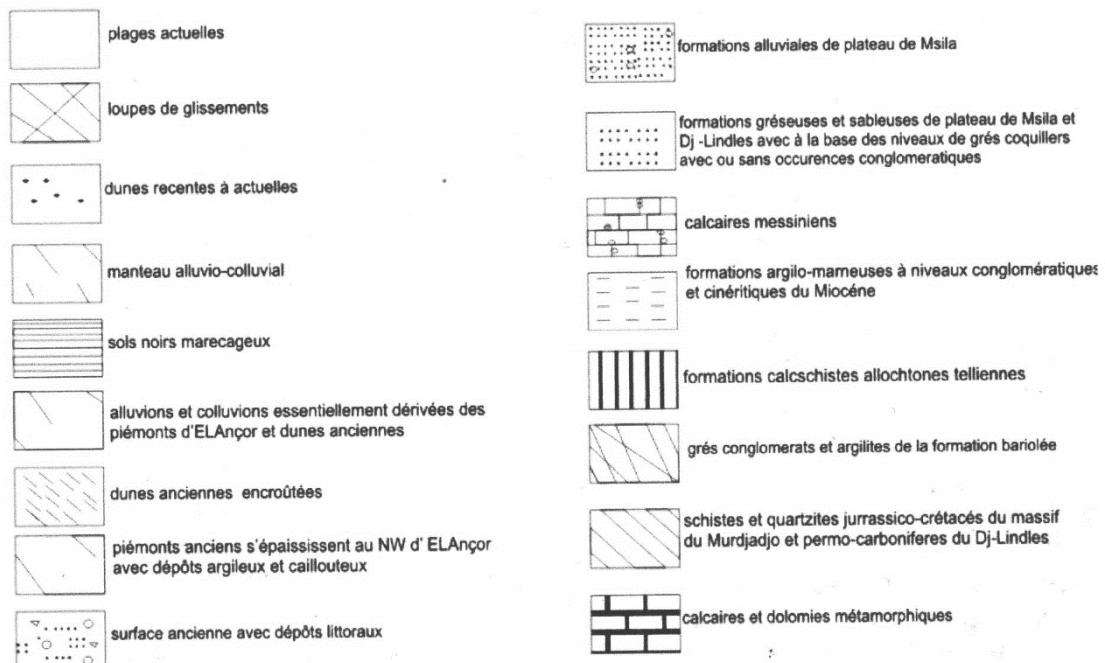 plages actuelles
loupes de glissements
dunes recentes à actuelles
manteau alluvio-colluvial
sols noirs marecageux
alluvions et colluvions essentiellement dérivées des
piémonts d'ELAnçor et dunes anciennes
dunes anciennes encroûtées
piémonts anciens s'épaississent au NW d' ELAnçor
avec dépôts argileux et caillouteux
surface ancienne avec dépôts littoraux
formations alluviales de plateau de Msila
formations gréseuses et sableuses de plateau de Msila et
Dj -Lindles avec à la base des niveaux de grés coquillers
avec ou sans occurences conglomeratiques
calcaires messiniens
formations argilo-marneuses à niveaux conglomératiques
et cinéritiques du Miocéne
formations calcschistes allochtones telliennes
grés conglomerats et argilites de la formation bariolée
schistes et quartzites jurrassico-crétacés du massif
du Murdjadjo et permo-carboniferes du Dj-Lindles
calcaires et dolomies métamorphiques